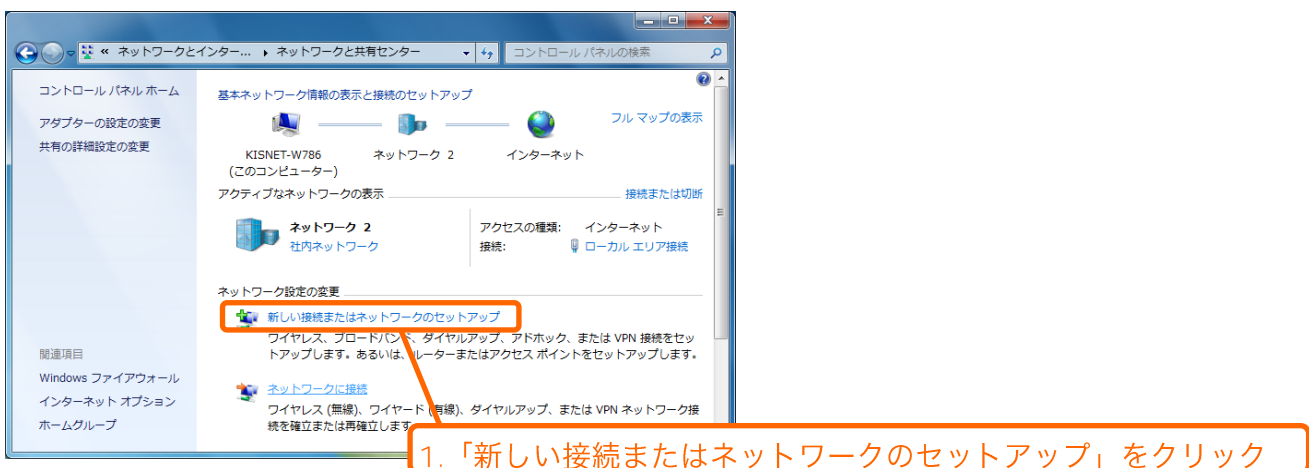 « ネットワークとインター... ▸ ネットワークと共有センター
コントロール パネルの検索
コントロール パネル ホーム
アダプターの設定の変更
共有の詳細設定の変更
基本ネットワーク情報の表示と接続のセットアップ
フル マップの表示
KISNET-W786
(このコンピューター)
ネットワーク 2
インターネット
アクティブなネットワークの表示
接続または切断
ネットワーク 2
社内ネットワーク
アクセスの種類: インターネット
接続: ローカル エリア接続
ネットワーク設定の変更
新しい接続またはネットワークのセットアップ
ワイヤレス、ブロードバンド、ダイヤルアップ、アドホック、または VPN 接続をセッ
トアップします。あるいは、ルーターまたはアクセス ポイントをセットアップします。
ネットワークに接続
ワイヤレス (無線)、ワイヤード (有線)、ダイヤルアップ、または VPN ネットワーク接
続を確立または再確立します
関連項目
Windows ファイアウォール
インターネット オプション
ホームグループ
1.「新しい接続またはネットワークのセットアップ」をクリック